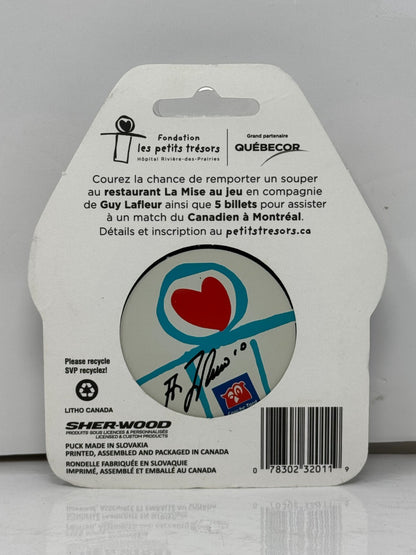 Fondation
les petits trésors
Hôpital Rivière-des-Prairies
Grand partenaire
QUÉBECOR
Courez la chance de remporter un souper
au restaurant La Mise au jeu en compagnie
de Guy Lafleur ainsi que 5 billets pour assister
à un match du Canadien à Montréal.
Détails et inscription au petitstresors.ca
Please recycle
SVP recyclez!
LITHO CANADA
SHER-WOOD
PRODUITS SOUS LICENCES & PERSONNALISÉS
LICENSED & CUSTOM PRODUCTS
PUCK MADE IN SLOVAKIA
PRINTED, ASSEMBLED AND PACKAGED IN CANADA
RONDELLE FABRIQUÉE EN SLOVAQUIE
IMPRIMÉ, ASSEMBLÉ ET EMBALLÉ AU CANADA
0 78302 32011 9